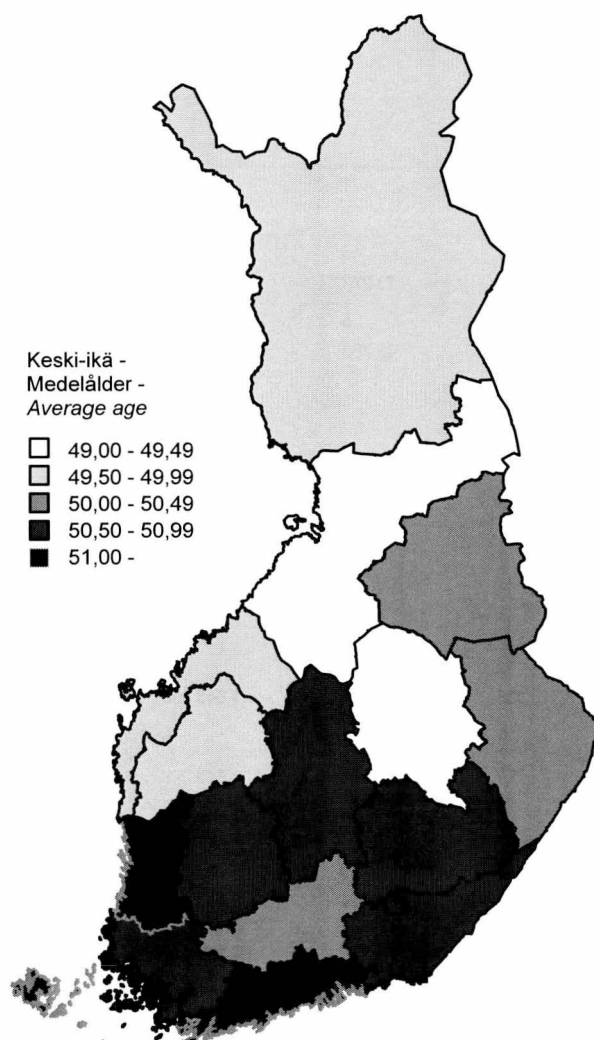 Keski-ikä -
Medelålder -
Average age
49,00 - 49,49
49,50 - 49,99
50,00 - 50,49
50,50 - 50,99
51,00 -